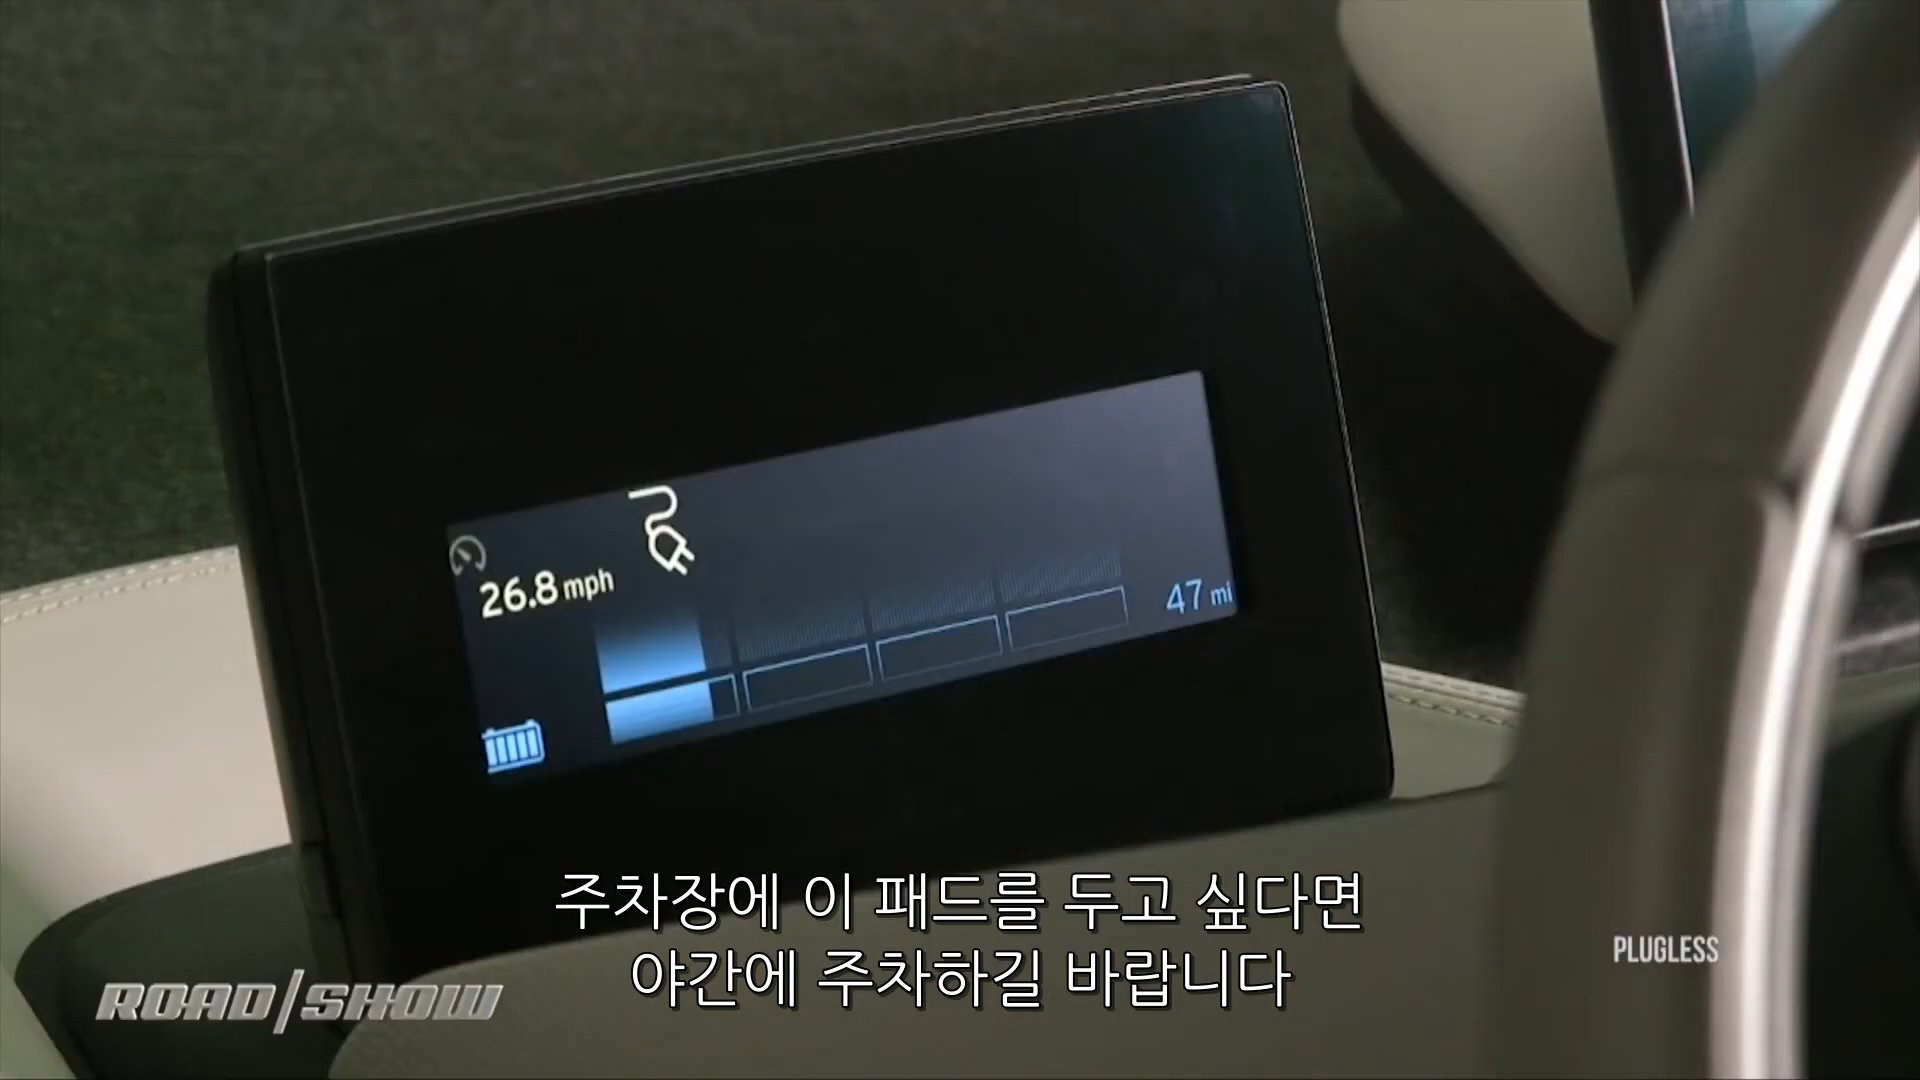 26.8 mph
47 mi
주차장에 이 패드를 두고 싶다면
야간에 주차하길 바랍니다
PLUGLESS
ROAD/SHOW